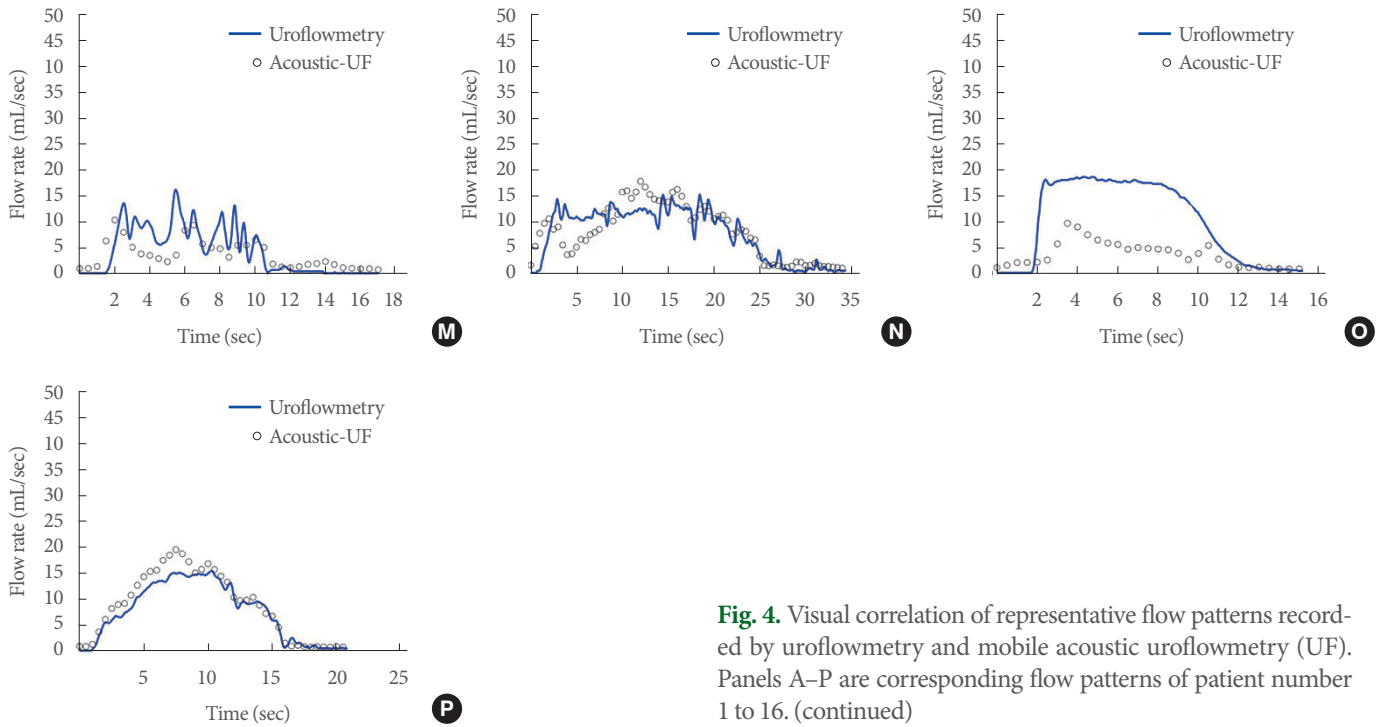 50
45
10
35
30
25
20
15
10
5
0
Flow rate (mL/sec)
Uroflowmetry
Acoustic-UF
2 4 6 8 10 12 14 16 18
Time (sec)
M
50
45
10
35
30
25
20
15
10
5
0
Flow rate (mL/sec)
Uroflowmetry
Acoustic-UF
5 10 15 20 25 30 35
Time (sec)
N
50
45
10
35
30
25
20
15
10
5
0
Flow rate (mL/sec)
Uroflowmetry
Acoustic-UF
2 4 6 8 10 12 14 16
Time (sec)
O
50
45
10
35
30
25
20
15
10
5
0
Flow rate (mL/sec)
Uroflowmetry
Acoustic-UF
5 10 15 20 25
Time (sec)
P
Fig. 4. Visual correlation of representative flow patterns record-
ed by uroflowmetry and mobile acoustic uroflowmetry (UF).
Panels A–P are corresponding flow patterns of patient number
1 to 16. (continued)